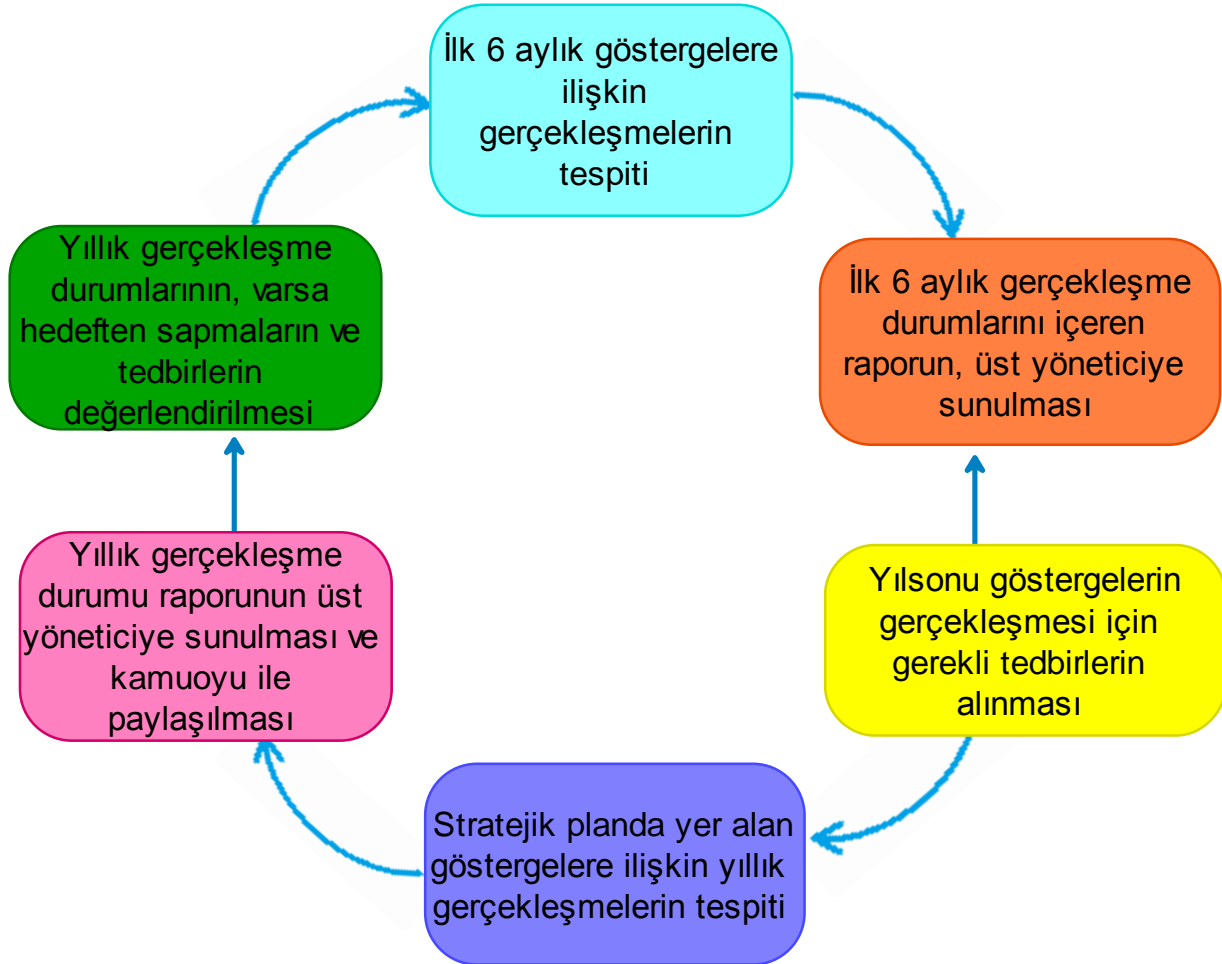 İlk 6 aylık göstergelere
ilişkin
gerçekleşmelerin
tespiti
İlk 6 aylık gerçekleşme
durumlarını içeren
raporun, üst yöneticiye
sunulması
Yılsonu göstergelerin
gerçekleşmesi için
gerekli tedbirlerin
alınması
Stratejik planda yer alan
göstergelere ilişkin yıllık
gerçekleşmelerin tespiti
Yıllık gerçekleşme
durumu raporunun üst
yöneticiye sunulması ve
kamuoyu ile
paylaşılması
Yıllık gerçekleşme
durumlarının, varsa
hedeften sapmaların ve
tedbirlerin
değerlendirilmesi